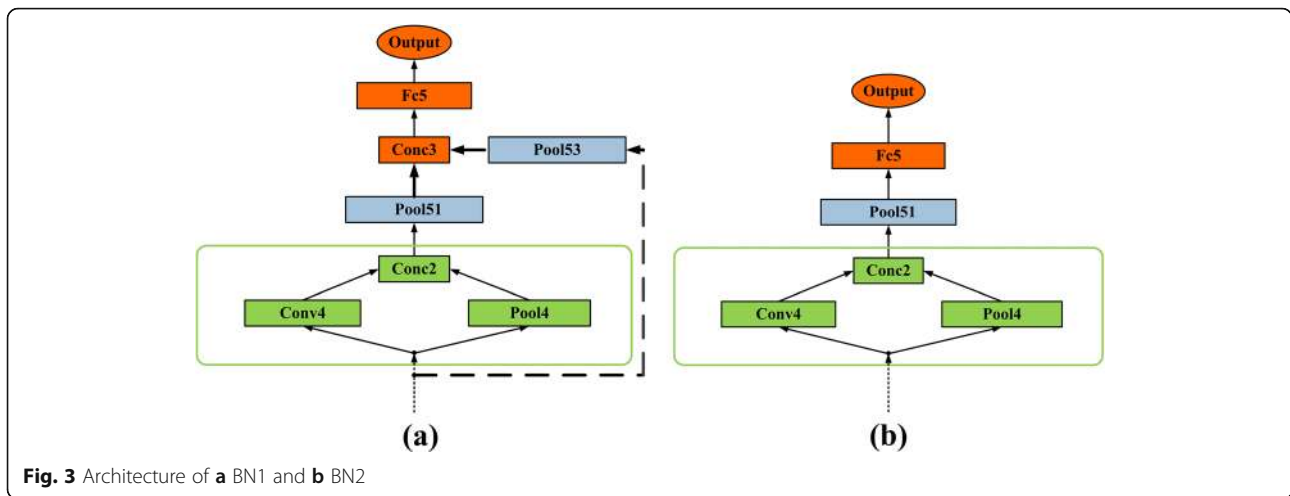 Output
Fc5
Conc3
Pool53
Pool51
Conc2
Conv4
Pool4
(a)
Output
Fc5
Pool51
Conc2
Conv4
Pool4
(b)
Fig. 3 Architecture of a BN1 and b BN2